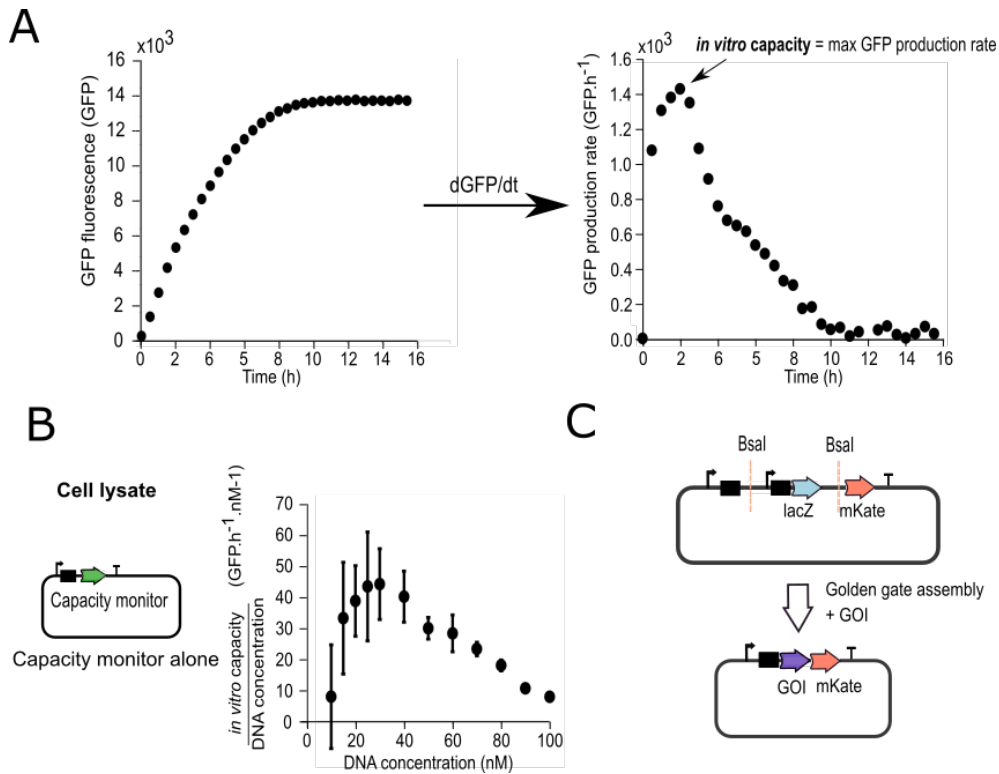 A
×10³
16
14
12
10
8
6
4
2
0
GFP fluorescence (GFP)
0 2 6 4 5 8 10 12 14 16
Time (h)
dGFP/dt
in vitro capacity = max GFP production rate
×10³
1.6
1.4
1.2
1.0
0.8
0.6
0.4
0.2
0.0
GFP production rate (GFP.h⁻¹)
0 2 6 4 5 8 10 12 14 16
Time (h)
B
Cell lysate
Capacity monitor
Capacity monitor alone
in vitro capacity
DNA concentration
(GFP.h⁻¹.nM-1)
70
60
50
40
30
20
10
0
0 20 40 60 80 100
DNA concentration (nM)
C
BsaI BsaI
lacZ mKate
Golden gate assembly
+ GOI
GOI mKate